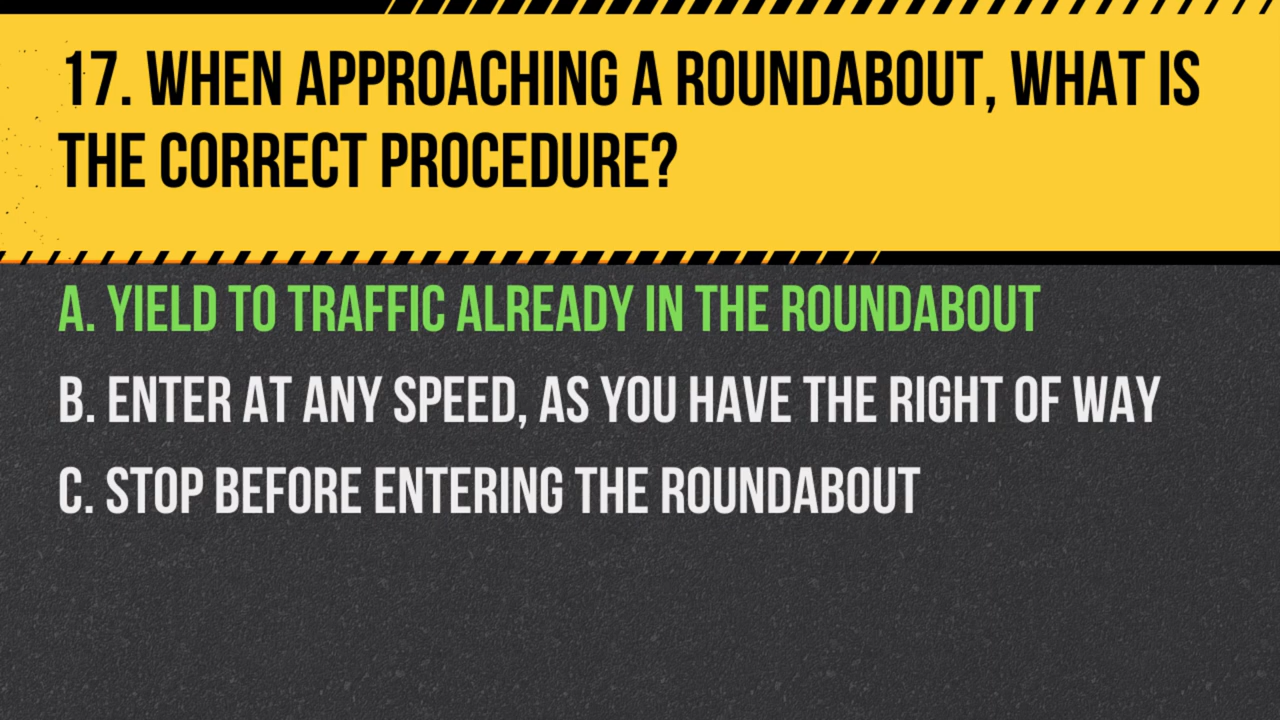 17. WHEN APPROACHING A ROUNDABOUT, WHAT IS
THE CORRECT PROCEDURE?
A. YIELD TO TRAFFIC ALREADY IN THE ROUNDABOUT
B. ENTER AT ANY SPEED, AS YOU HAVE THE RIGHT OF WAY
C. STOP BEFORE ENTERING THE ROUNDABOUT